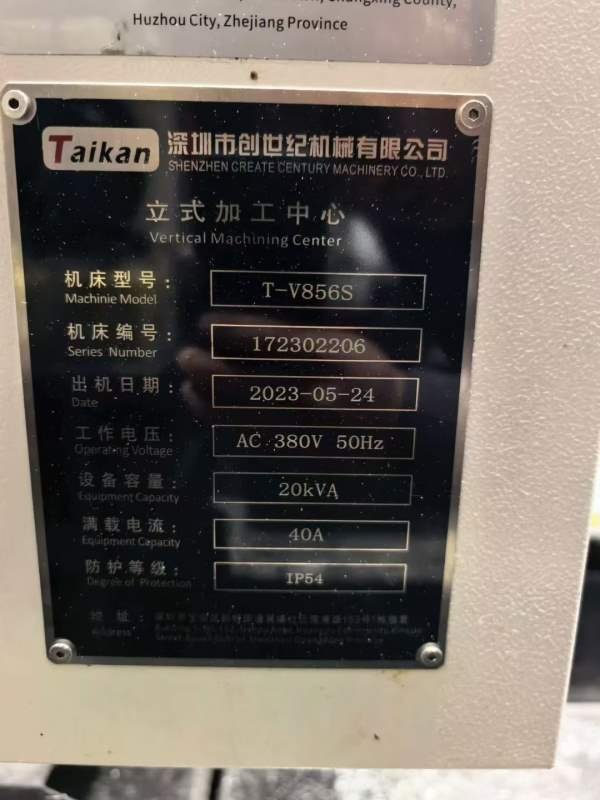 Huzhou City, Zhejiang Province
Taikan 深圳市创世纪机械有限公司
SHENZHEN CREATE CENTURY MACHINERY CO., LTD.
立式加工中心
Vertical Machining Center
机床型号: T-V856S
Machinie Model
机床编号: 172302206
Series Number
出机日期: 2023-05-24
Date
工作电压: AC 380V 50Hz
Operating Voltage
设备容量: 20kVA
Equipment Capacity
满载电流: 40A
Equipment Capacity
防护等级: IP54
Degree of Protection
地址:
Address